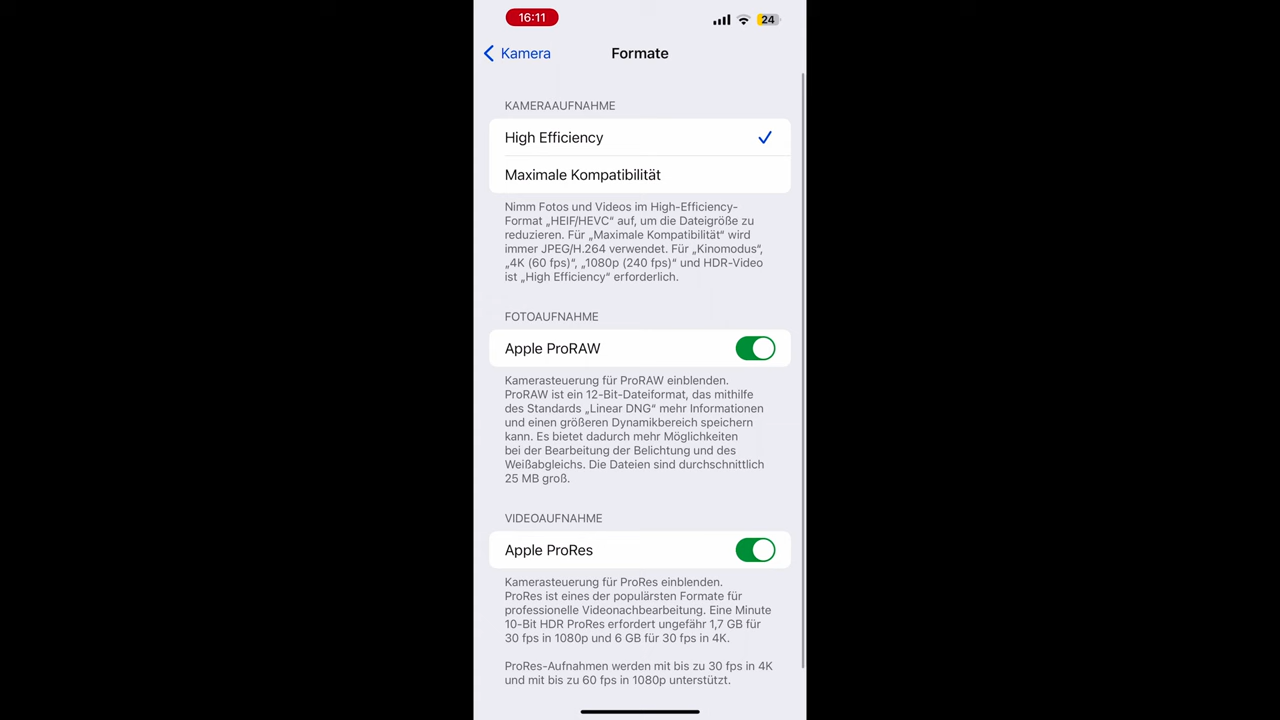 16:11
24
Kamera
Formate
KAMERAAUFNAHME
High Efficiency
Maximale Kompatibilität
Nimm Fotos und Videos im High-Efficiency-
Format „HEIF/HEVC“ auf, um die Dateigröße zu
reduzieren. Für „Maximale Kompatibilität“ wird
immer JPEG/H.264 verwendet. Für „Kinomodus“,
„4K (60 fps)“, „1080p (240 fps)“ und HDR-Video
ist „High Efficiency“ erforderlich.
FOTOAUFNAHME
Apple ProRAW
Kamerasteuerung für ProRAW einblenden.
ProRAW ist ein 12-Bit-Dateiformat, das mithilfe
des Standards „Linear DNG“ mehr Informationen
und einen größeren Dynamikbereich speichern
kann. Es bietet dadurch mehr Möglichkeiten
bei der Bearbeitung der Belichtung und des
Weißabgleichs. Die Dateien sind durchschnittlich
25 MB groß.
VIDEOAUFNAHME
Apple ProRes
Kamerasteuerung für ProRes einblenden.
ProRes ist eines der populärsten Formate für
professionelle Videonachbearbeitung. Eine Minute
10-Bit HDR ProRes erfordert ungefähr 1,7 GB für
30 fps in 1080p und 6 GB für 30 fps in 4K.
ProRes-Aufnahmen werden mit bis zu 30 fps in 4K
und mit bis zu 60 fps in 1080p unterstützt.